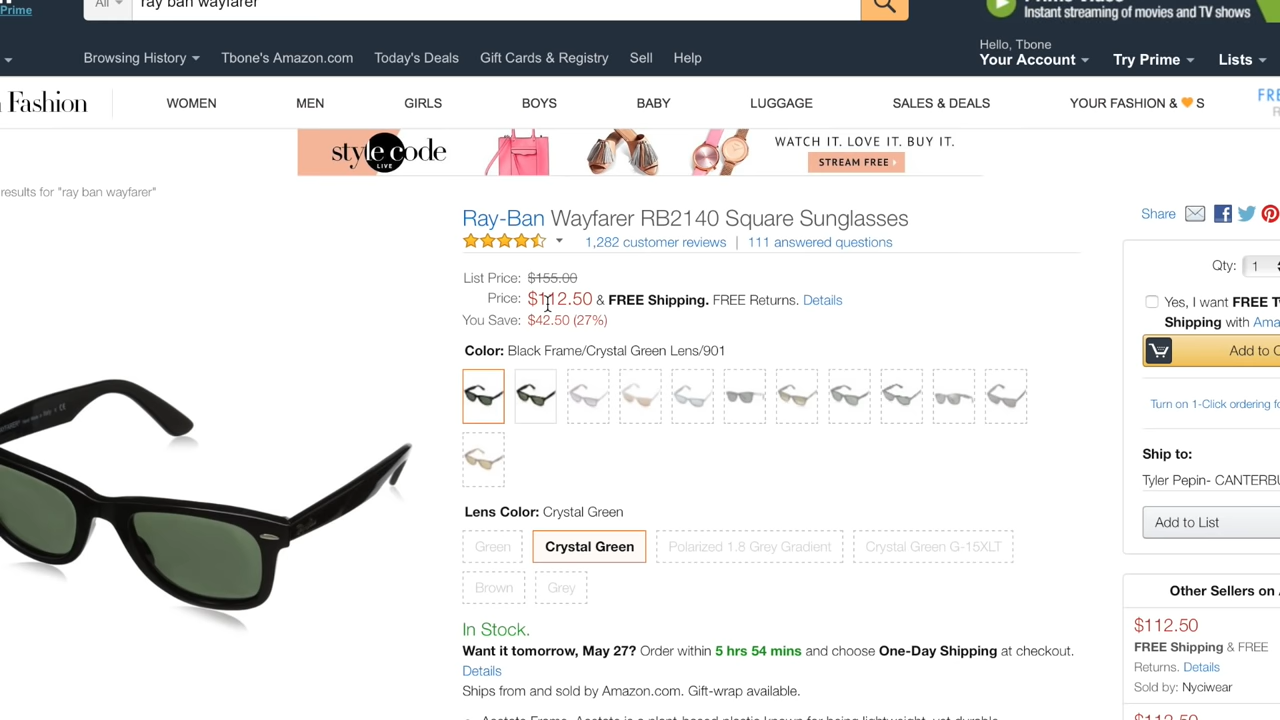 Prime
All
ray ban wayfarer
Instant streaming of movies and TV shows
Browsing History
Tbone's Amazon.com
Today's Deals
Gift Cards & Registry
Sell
Help
Hello, Tbone
Your Account
Try Prime
Lists
Fashion
WOMEN
MEN
GIRLS
BOYS
BABY
LUGGAGE
SALES & DEALS
YOUR FASHION & 🧡 S
FRE
style code
LIVE
WATCH IT. LOVE IT. BUY IT.
STREAM FREE ›
results for "ray ban wayfarer"
Ray-Ban Wayfarer RB2140 Square Sunglasses
1,282 customer reviews | 111 answered questions
List Price: $155.00
Price: $112.50 & FREE Shipping. FREE Returns. Details
You Save: $42.50 (27%)
Color: Black Frame/Crystal Green Lens/901
Lens Color: Crystal Green
Green
Crystal Green
Polarized 1.8 Grey Gradient
Crystal Green G-15XLT
Brown
Grey
In Stock.
Want it tomorrow, May 27? Order within 5 hrs 54 mins and choose One-Day Shipping at checkout.
Details
Ships from and sold by Amazon.com. Gift-wrap available.
Share
Qty: 1
Yes, I want FREE T
Shipping with Ama
Add to C
Turn on 1-Click ordering fo
Ship to:
Tyler Pepin- CANTERBU
Add to List
Other Sellers on
$112.50
FREE Shipping & FREE
Returns. Details
Sold by: Nyciwear